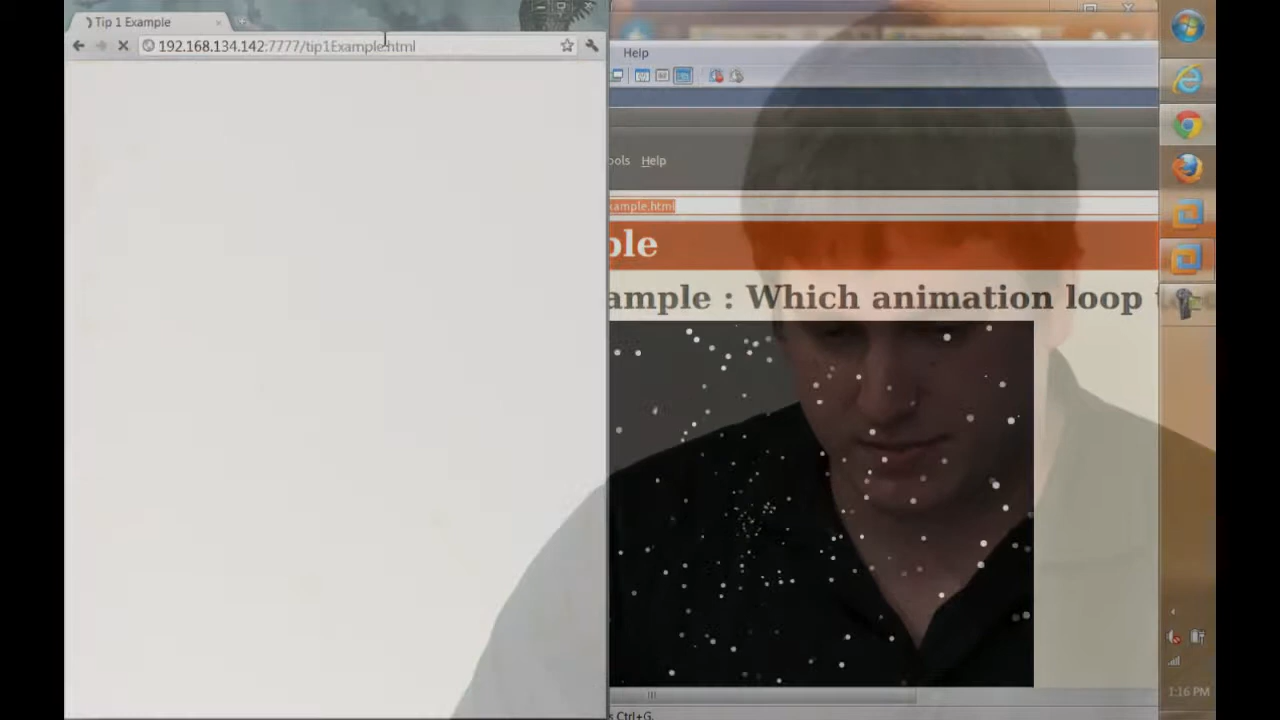 Tip 1 Example
192.168.134.142:7777/tip1Example.html
Help
ools Help
xample.html
ple
ample : Which animation loop
s Ctrl+G.
1:16 PM